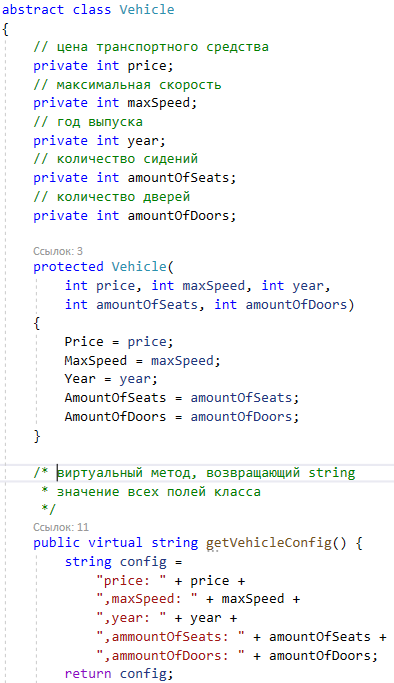 abstract class Vehicle
{
// цена транспортного средства
private int price;
// максимальная скорость
private int maxSpeed;
// год выпуска
private int year;
// количество сидений
private int amountOfSeats;
// количество дверей
private int amountOfDoors;
Ссылок: 3
protected Vehicle(
int price, int maxSpeed, int year,
int amountOfSeats, int amountOfDoors)
{
Price = price;
MaxSpeed = maxSpeed;
Year = year;
AmountOfSeats = amountOfSeats;
AmountOfDoors = amountOfDoors;
}
/* виртуальный метод, возвращающий string
* значение всех полей класса
*/
Ссылок: 11
public virtual string getVehicleConfig() {
string config =
"price: " + price +
",maxSpeed: " + maxSpeed +
",year: " + year +
",ammountOfSeats: " + amountOfSeats +
",ammountOfDoors: " + amountOfDoors;
return config;